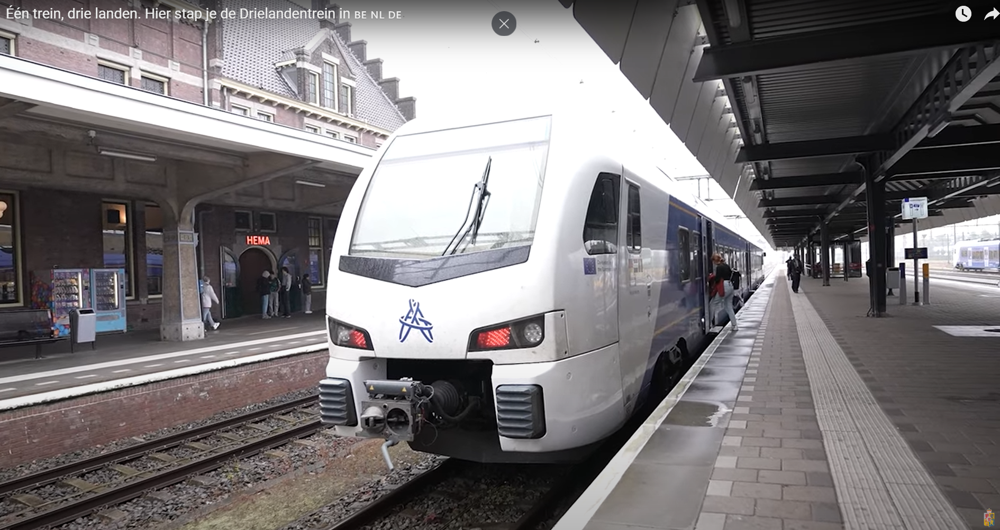 Één trein, drie landen. Hier stap je de Drielandentrein in BE NL DE
HEMA